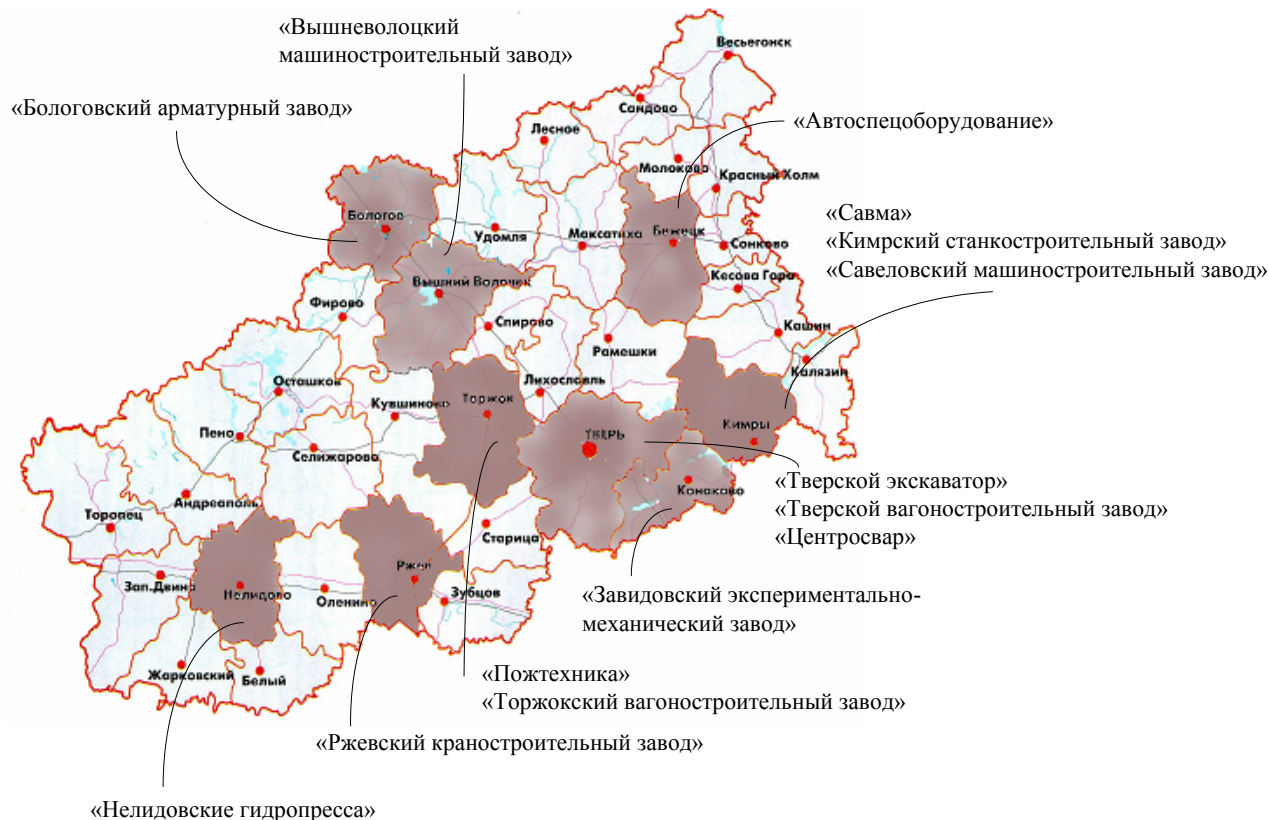 «Вышневолоцкий
машиностроительный завод»
«Бологовский арматурный завод»
«Автоспецоборудование»
«Савма»
«Кимрский станкостроительный завод»
«Савеловский машиностроительный завод»
Весьегонск
Сандово
Лесное
Молоково
Красный Холм
Бологое
Удомля
Максатиха
Бежецк
Сонково
Кесова Гора
Вышний Волочек
Фирово
Спирово
Рамешки
Кашин
Калязин
Осташков
Лихославль
Кувшиново
Торжок
Кимры
Пено
Селижарово
ТВЕРЬ
Конаково
Андреаполь
Торопец
Старица
«Тверской экскаватор»
«Тверской вагоностроительный завод»
«Центросвар»
Зап.Двина
Нелидово
Оленино
Ржев
Зубцов
«Завидовский экспериментально-
механический завод»
Жарковский
Белый
«Пожтехника»
«Торжокский вагоностроительный завод»
«Ржевский краностроительный завод»
«Нелидовские гидропресса»